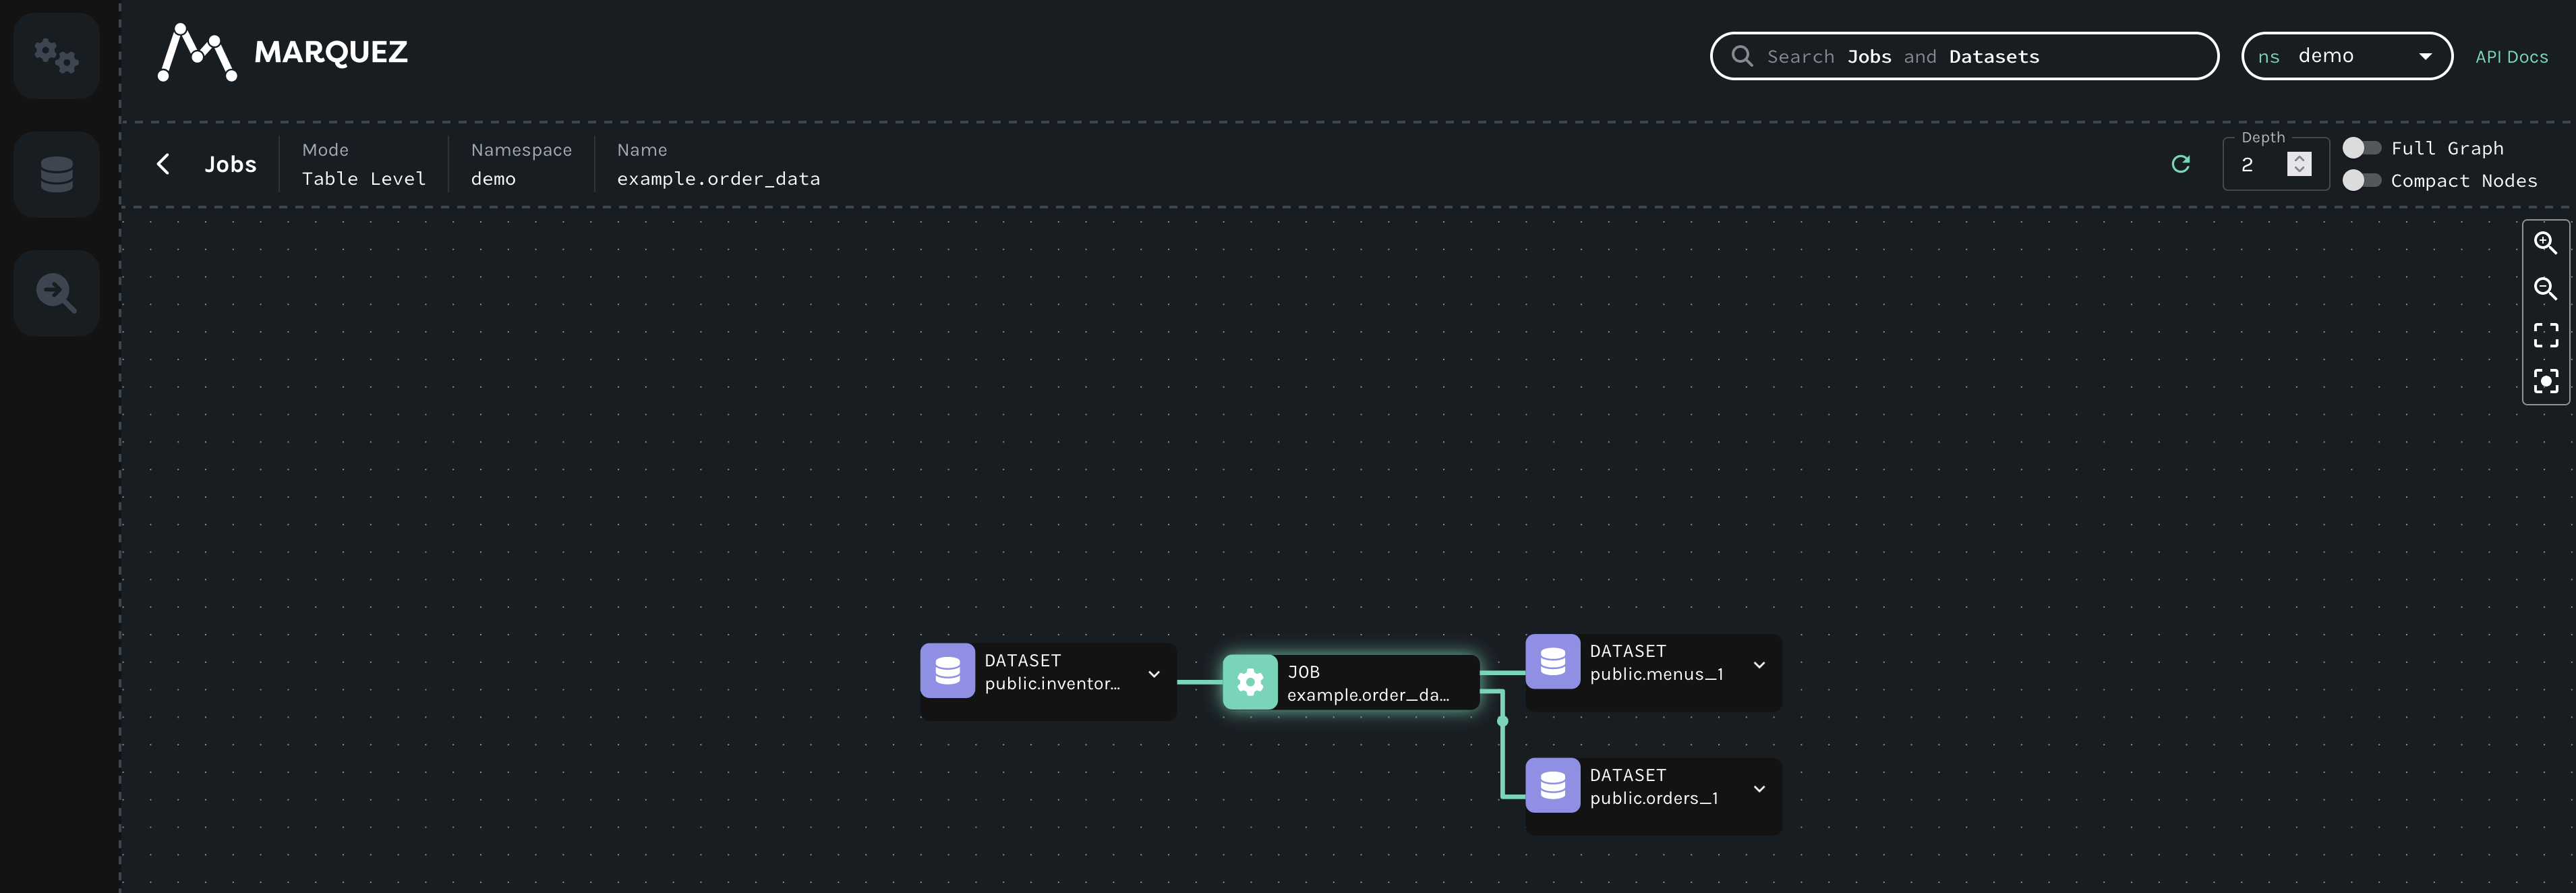 MARQUEZ
Search Jobs and Datasets
ns demo
API Docs
Jobs
Mode
Table Level
Namespace
demo
Name
example.order_data
Depth
2
Full Graph
Compact Nodes
DATASET
public.inventor...
JOB
example.order_da...
DATASET
public.menus_1
DATASET
public.orders_1